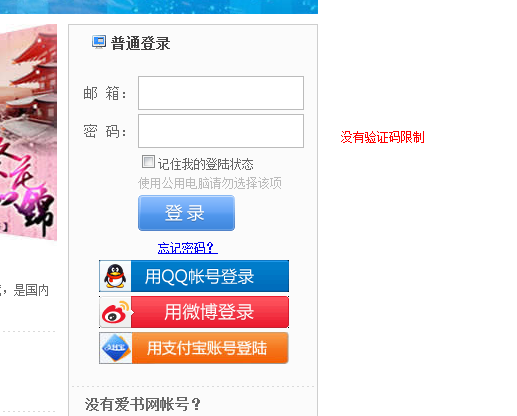 普通登录
邮 箱：
密 码：
没有验证码限制
记住我的登陆状态
使用公用电脑请勿选择该项
登 录
忘记密码？
用QQ帐号登录
用微博登录
支付宝
用支付宝账号登陆
，是国内
没有爱书网帐号？